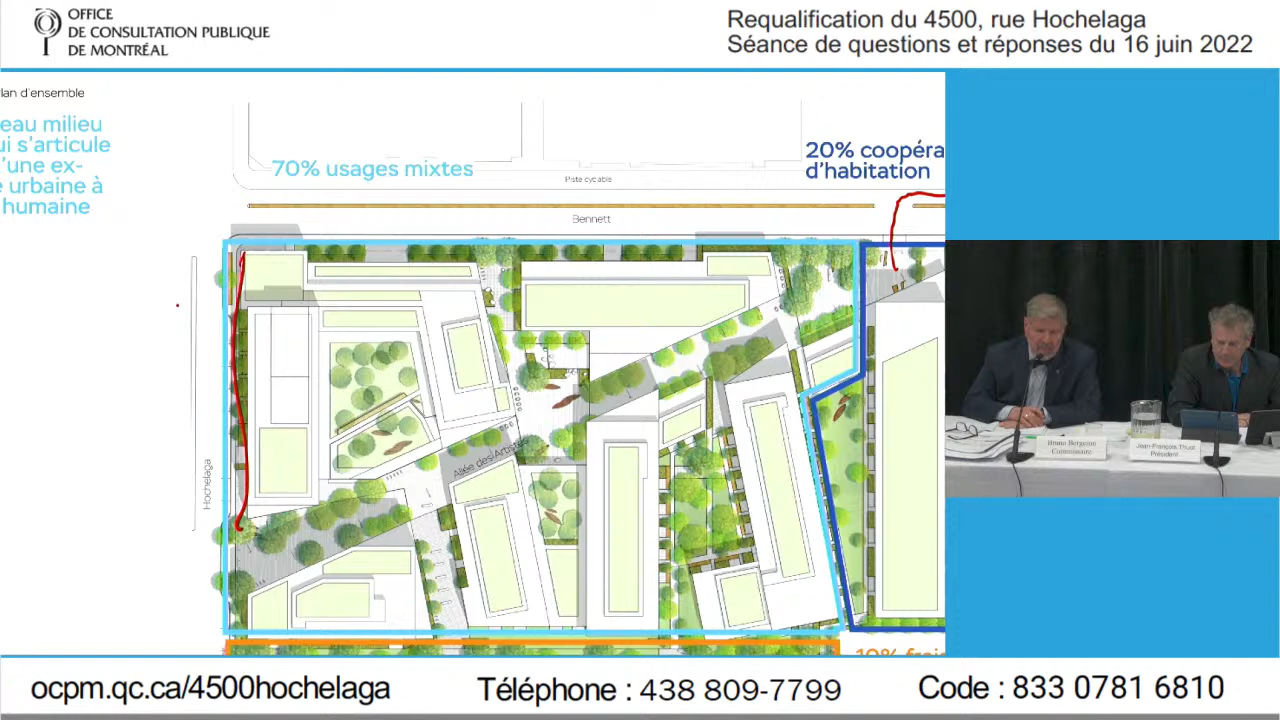 OFFICE
DE CONSULTATION PUBLIQUE
DE MONTRÉAL
Requalification du 4500, rue Hochelaga
Séance de questions et réponses du 16 juin 2022
lan d'ensemble
eau milieu
ui s'articule
'une ex-
e urbaine à
humaine
70% usages mixtes
20% coopéra
d'habitation
Piste cyclable
Bennett
Hochelaga
Allée des Artistes
Bruno Bergeron
Commissaire
Jean-François Thuot
Président
ocpm.qc.ca/4500hochelaga
Téléphone : 438 809-7799
Code : 833 0781 6810